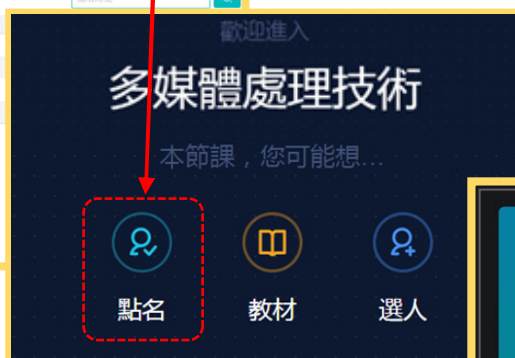 歡迎進入
多媒體處理技術
本節課，您可能想...
點名
教材
選人